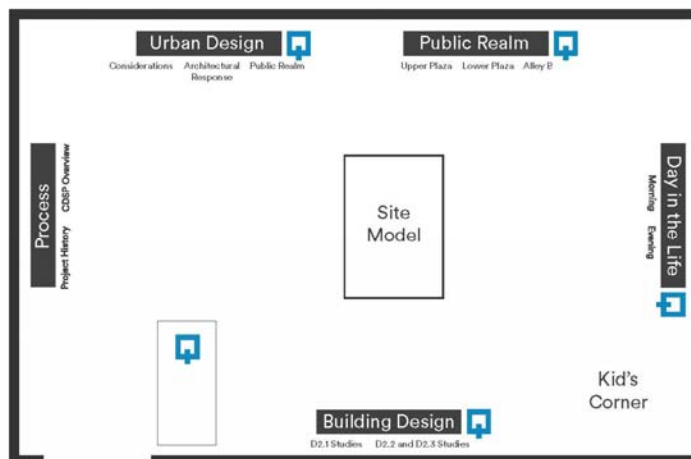 Urban Design
Considerations Architectural Response Public Realm
Public Realm
Upper Plaza Lower Plaza Alley B
Process
Project History CDSP Overview
Site
Model
Day in the Life
Morning Evening
Kid's
Corner
Building Design
D2.1 Studies D2.2 and D2.3 Studies